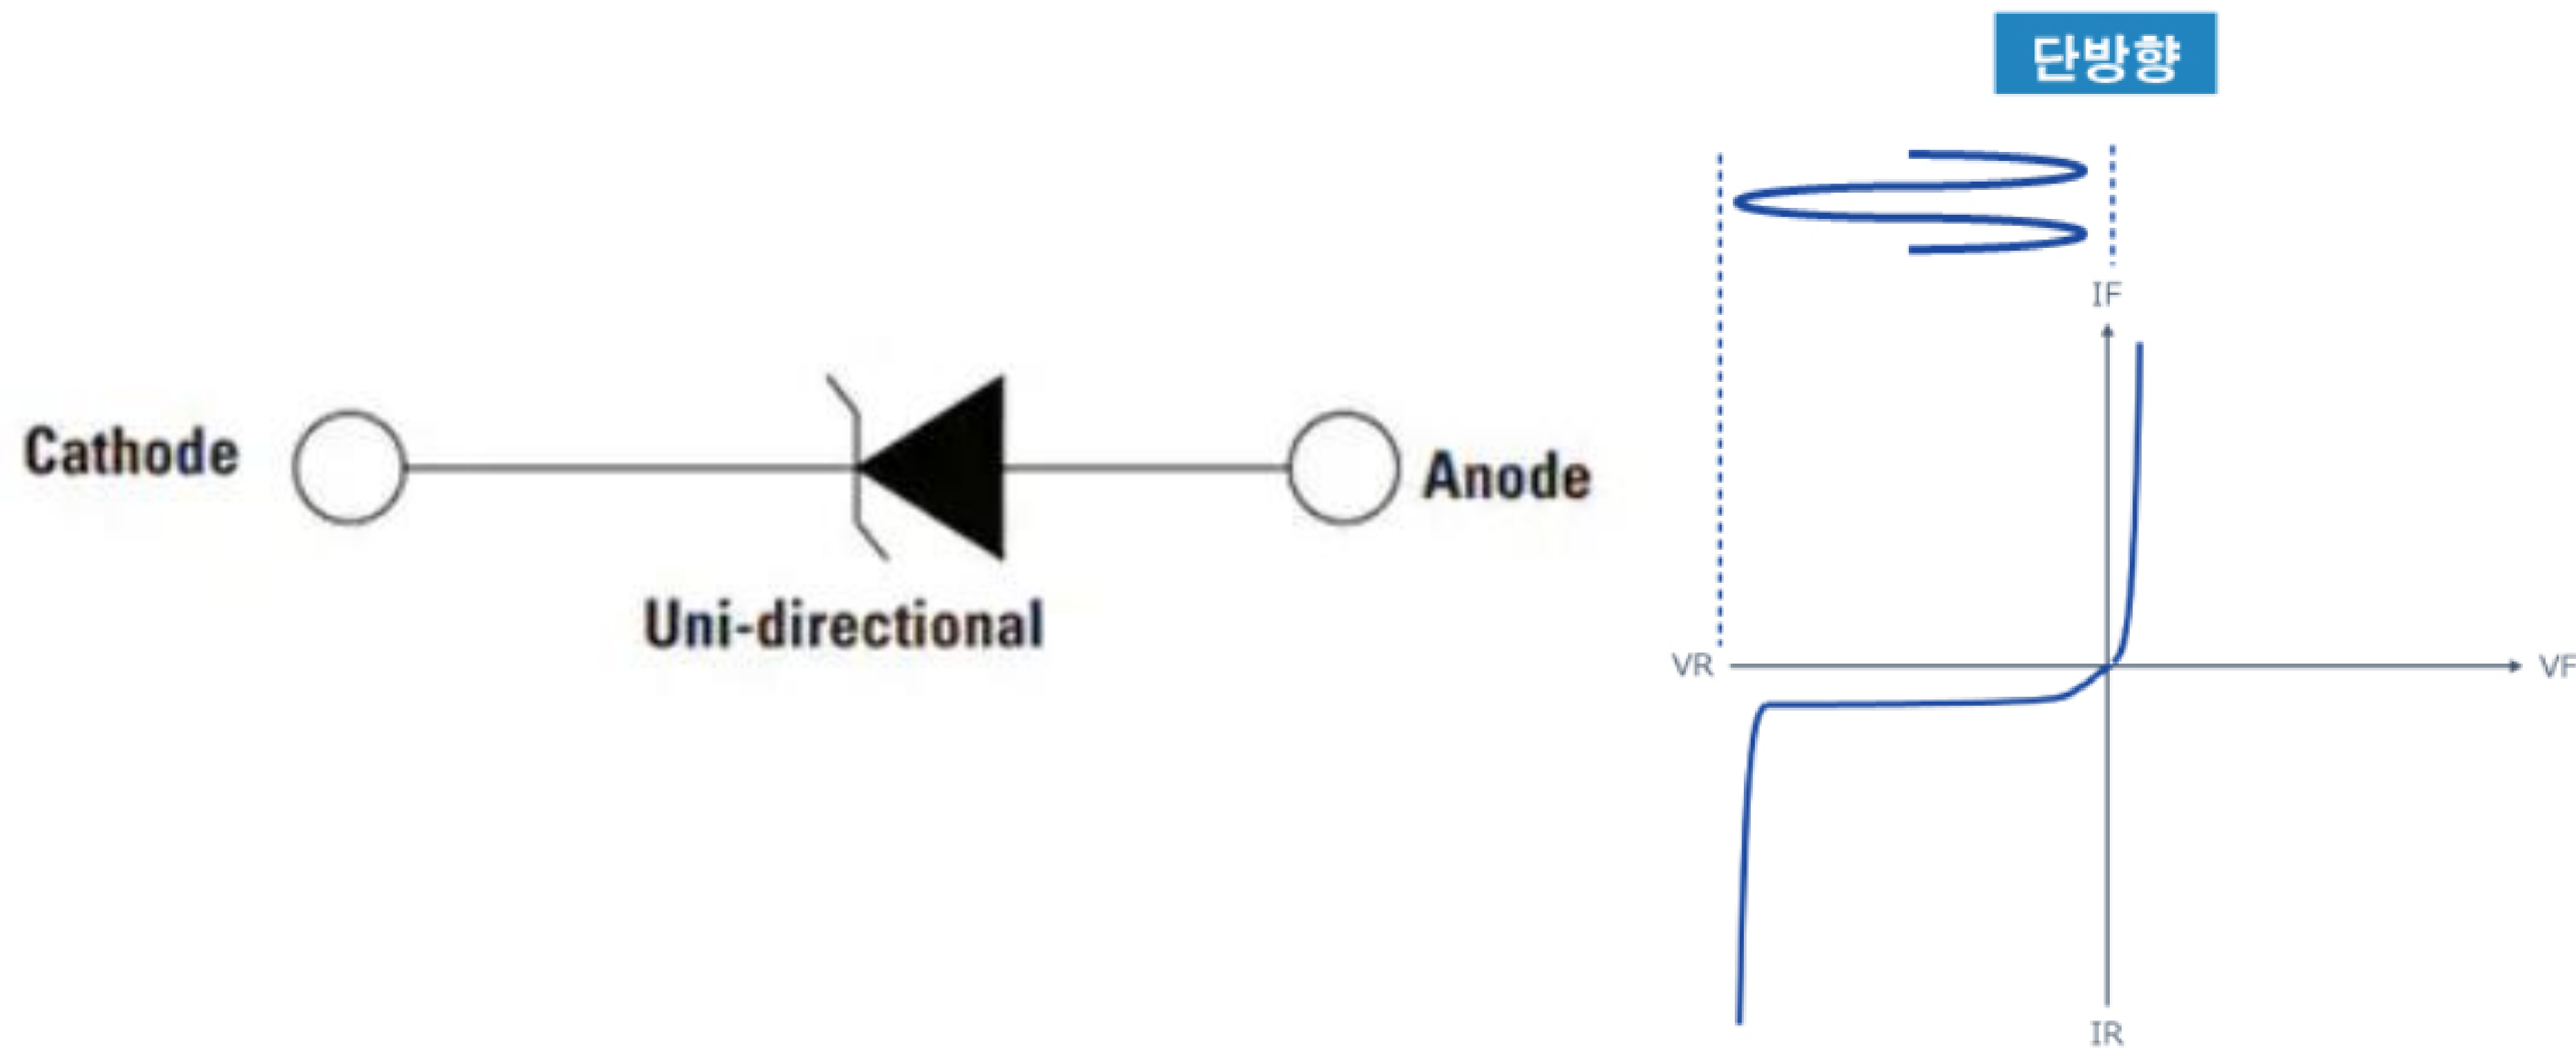 단방향
Cathode
Anode
Uni-directional
IF
VR
VF
IR